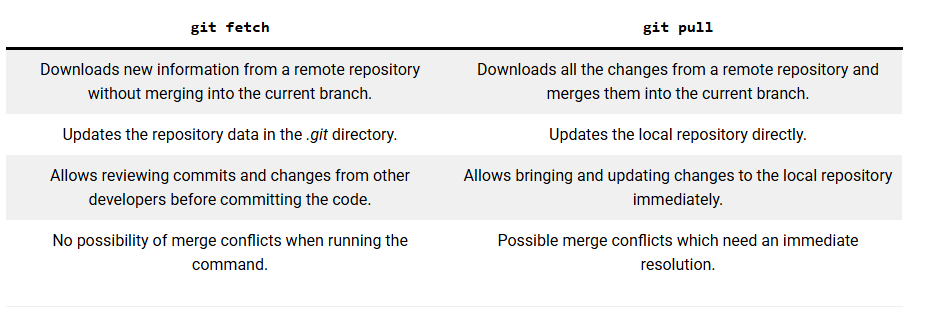 git fetch git pull
Downloads new information from a remote repository
without merging into the current branch.
Downloads all the changes from a remote repository and
merges them into the current branch.
Updates the repository data in the .git directory.
Updates the local repository directly.
Allows reviewing commits and changes from other
developers before committing the code.
Allows bringing and updating changes to the local repository
immediately.
No possibility of merge conflicts when running the
command.
Possible merge conflicts which need an immediate
resolution.